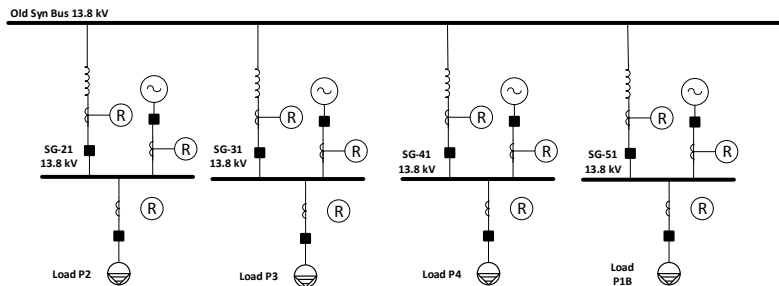 Old Syn Bus 13.8 kV
R
R
R
R
SG-21
13.8 kV
R
SG-31
13.8 kV
R
SG-41
13.8 kV
R
SG-51
13.8 kV
R
R
R
R
R
Load P2
Load P3
Load P4
Load
P1B